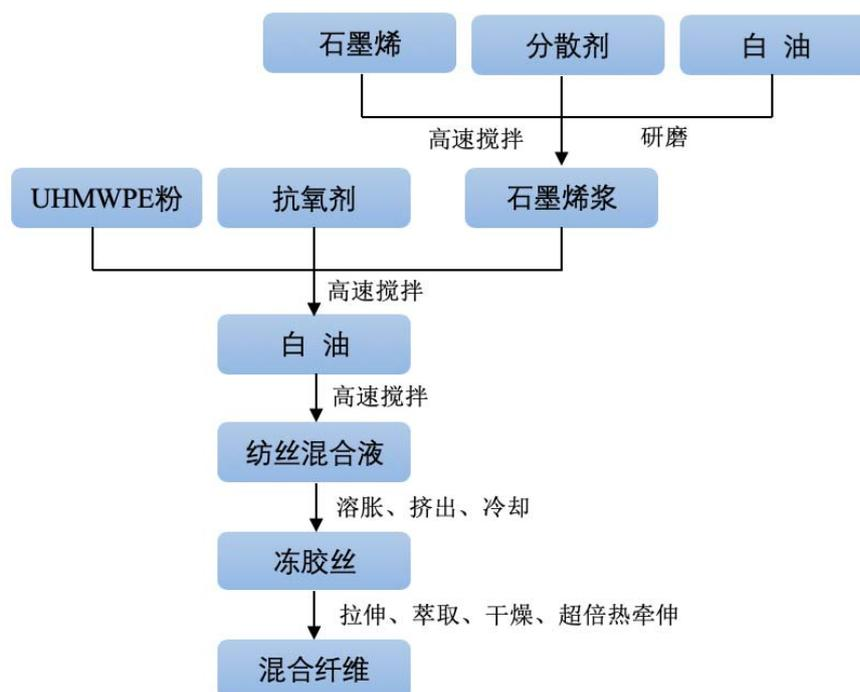 石墨烯 分散剂 白 油
高速搅拌 研磨
UHMWPE粉 抗氧剂 石墨烯浆
高速搅拌
白 油
高速搅拌
纺丝混合液
溶胀、挤出、冷却
冻胶丝
拉伸、萃取、干燥、超倍热牵伸
混合纤维